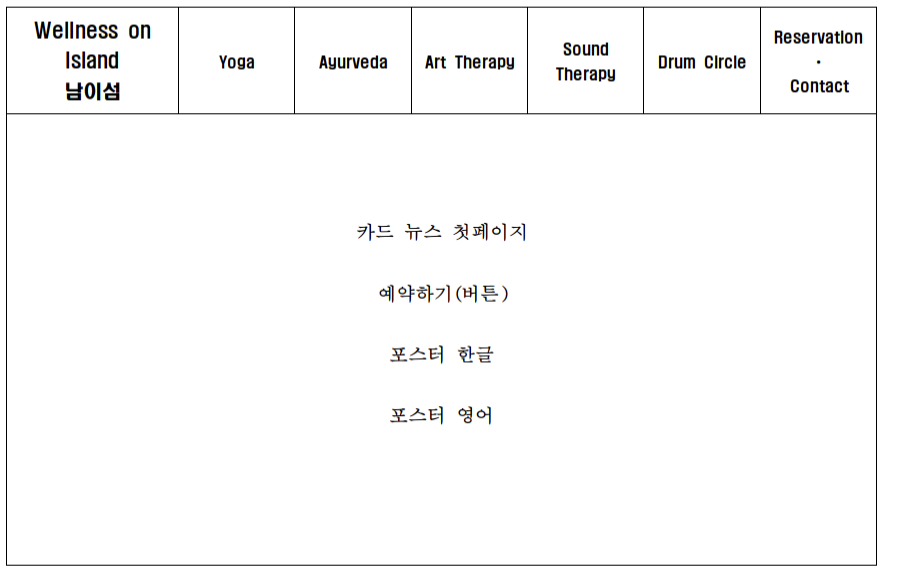 Wellness on
Island
남이섬
Yoga
Ayurveda
Art Therapy
Sound
Therapy
Drum Circle
Reservation
·
Contact
카드 뉴스 첫페이지
예약하기(버튼)
포스터 한글
포스터 영어